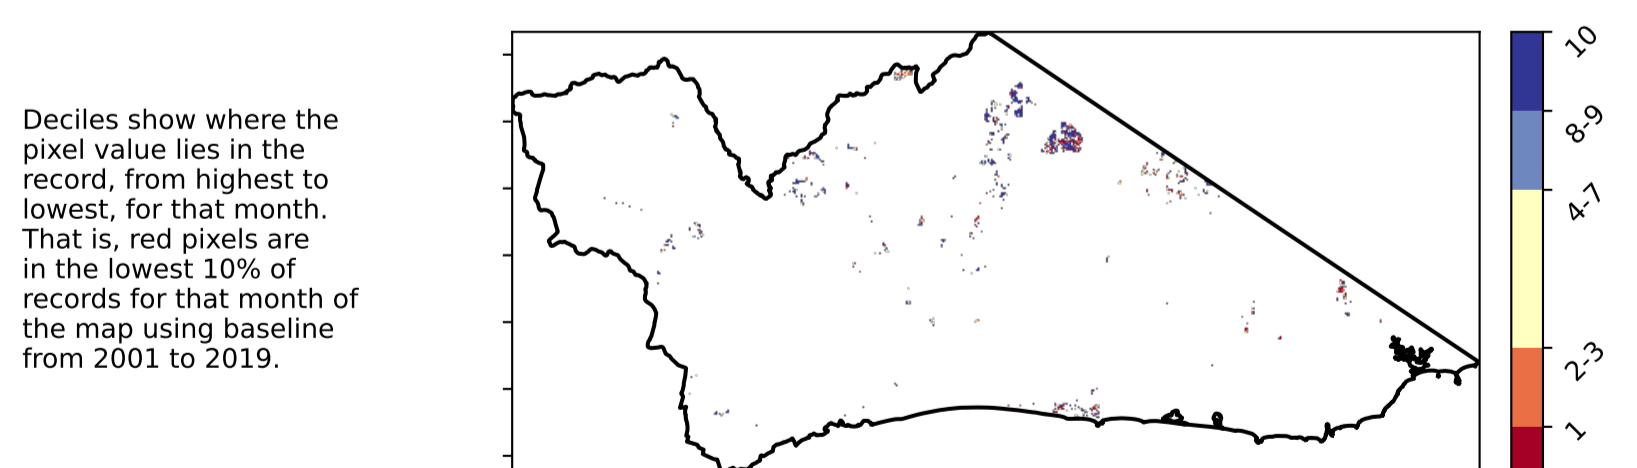 Deciles show where the
pixel value lies in the
record, from highest to
lowest, for that month.
That is, red pixels are
in the lowest 10% of
records for that month of
the map using baseline
from 2001 to 2019.
10
8-9
4-7
2-3
1